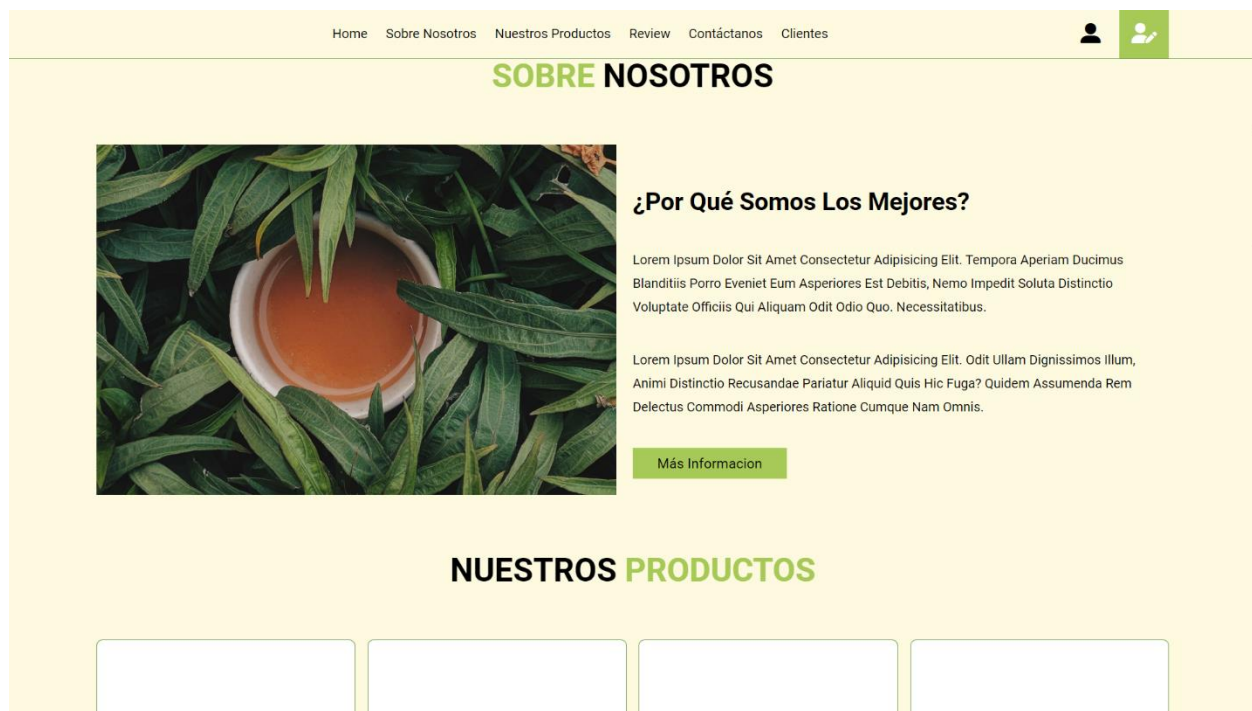 Home Sobre Nosotros Nuestros Productos Review Contáctanos Clientes
SOBRE NOSOTROS
¿Por Qué Somos Los Mejores?
Lorem Ipsum Dolor Sit Amet Consectetur Adipisicing Elit. Tempora Aperiam Ducimus
Blanditiis Porro Eveniet Eum Asperiores Est Debitis, Nemo Impedit Soluta Distinctio
Voluptate Officiis Qui Aliquam Odit Odio Quo. Necessitatibus.
Lorem Ipsum Dolor Sit Amet Consectetur Adipisicing Elit. Odit Ullam Dignissimos Illum,
Animi Distinctio Recusandae Pariatur Aliquid Quis Hic Fuga? Quidem Assumenda Rem
Delectus Commodi Asperiores Ratione Cumque Nam Omnis.
Más Informacion
NUESTROS PRODUCTOS